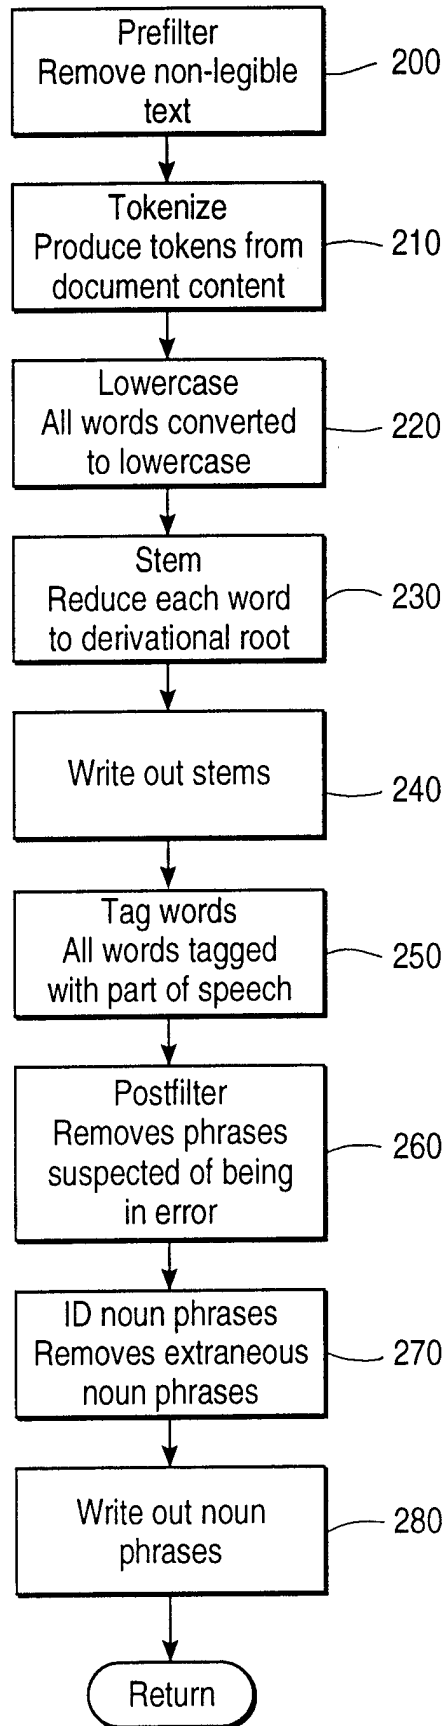 Prefilter
Remove non-legible
text
200
Tokenize
Produce tokens from
document content
210
Lowercase
All words converted
to lowercase
220
Stem
Reduce each word
to derivational root
230
Write out stems
240
Tag words
All words tagged
with part of speech
250
Postfilter
Removes phrases
suspected of being
in error
260
ID noun phrases
Removes extraneous
noun phrases
270
Write out noun
phrases
280
Return